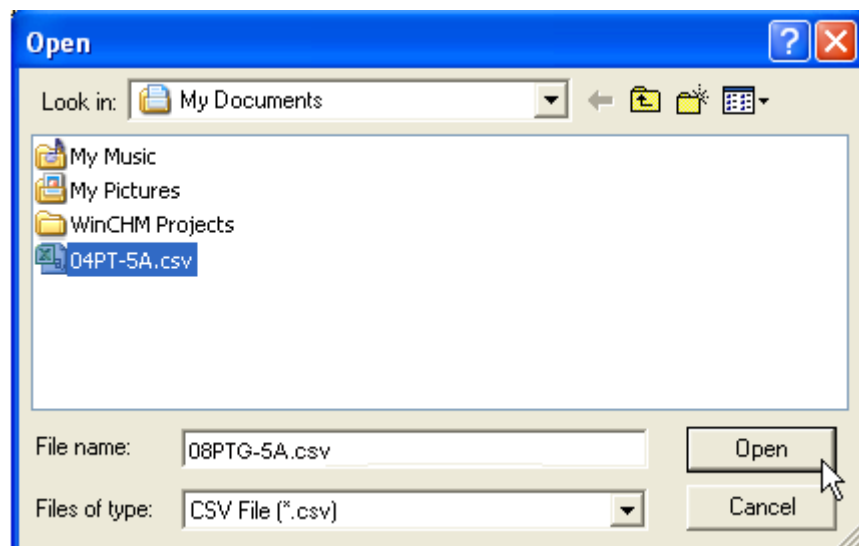 Open
Look in: My Documents
My Music
My Pictures
WinCHM Projects
04PT-5A.csv
File name: 08PTG-5A.csv Open
Files of type: CSV File (*.csv) Cancel